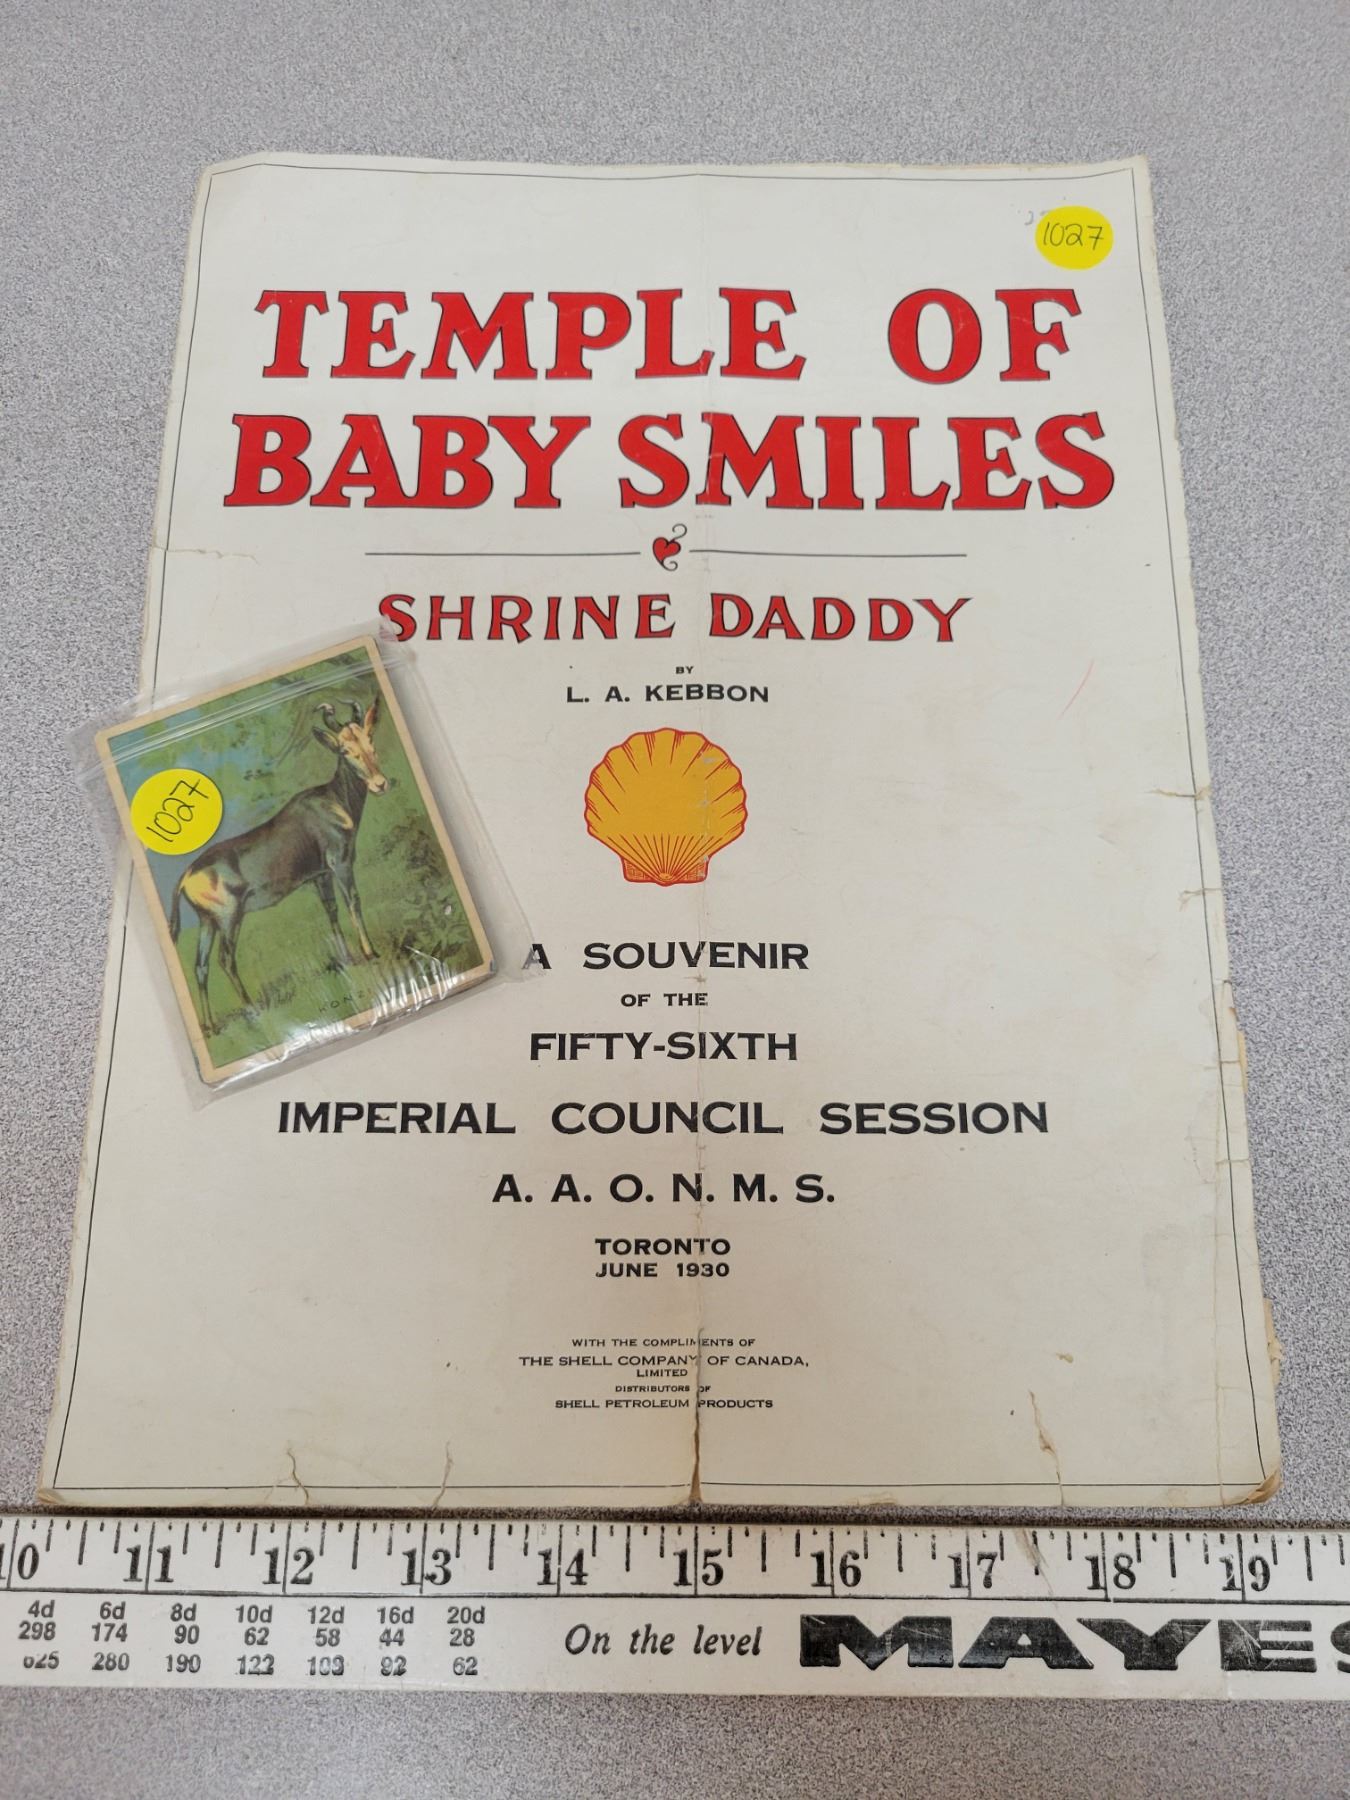 1027
TEMPLE OF
BABY SMILES
SHRINE DADDY
BY
L. A. KEBBON
1027
A SOUVENIR
OF THE
FIFTY-SIXTH
IMPERIAL COUNCIL SESSION
A. A. O. N. M. S.
TORONTO
JUNE 1930
WITH THE COMPLIMENTS OF
THE SHELL COMPANY OF CANADA,
LIMITED
DISTRIBUTORS OF
SHELL PETROLEUM PRODUCTS
10 11 12 13 14 15 16 17 18 19
4d 6d 8d 10d 12d 16d 20d
298 174 90 62 58 44 28
625 280 190 122 108 92 62
On the level MAYES